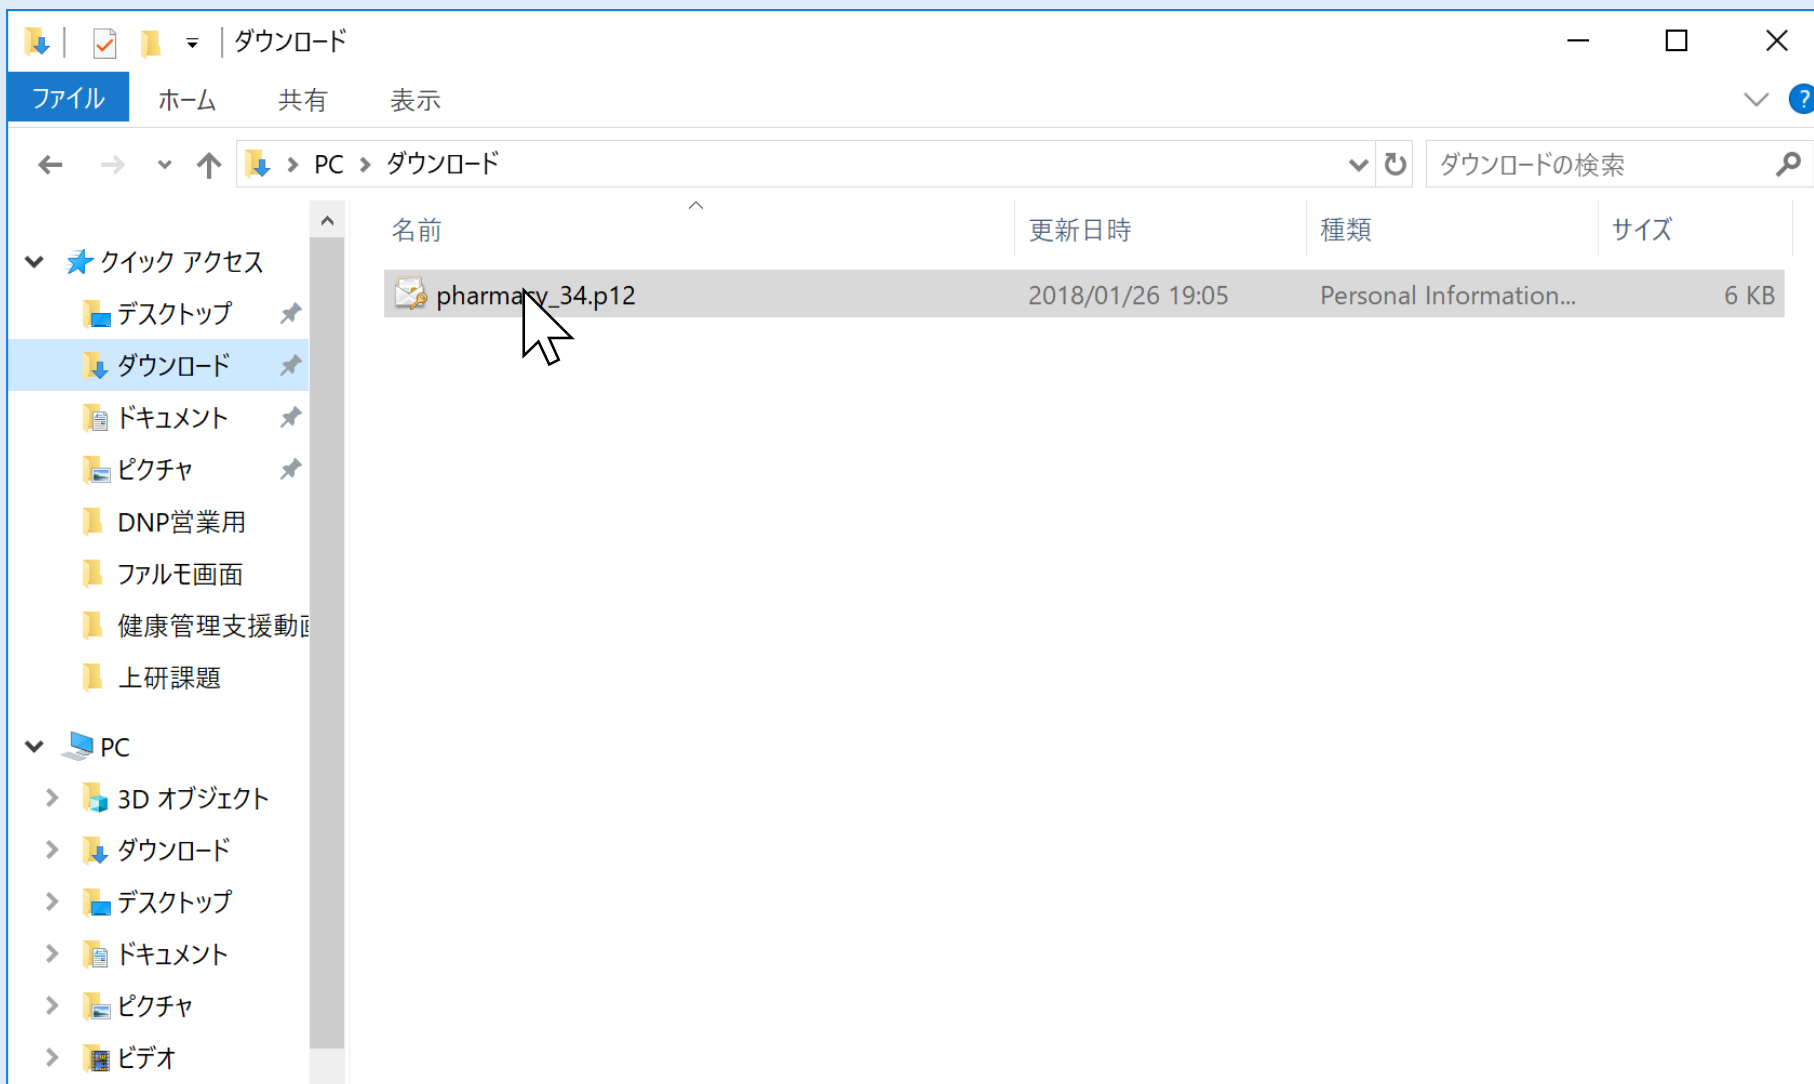 ダウンロード
ファイル ホーム 共有 表示 ?
PC ダウンロード ダウンロードの検索
名前 更新日時 種類 サイズ
pharmacy_34.p12 2018/01/26 19:05 Personal Information... 6 KB
クイック アクセス
デスクトップ
ダウンロード
ドキュメント
ピクチャ
DNP営業用
ファルモ画面
健康管理支援動画
上研課題
PC
3D オブジェクト
ダウンロード
デスクトップ
ドキュメント
ピクチャ
ビデオ